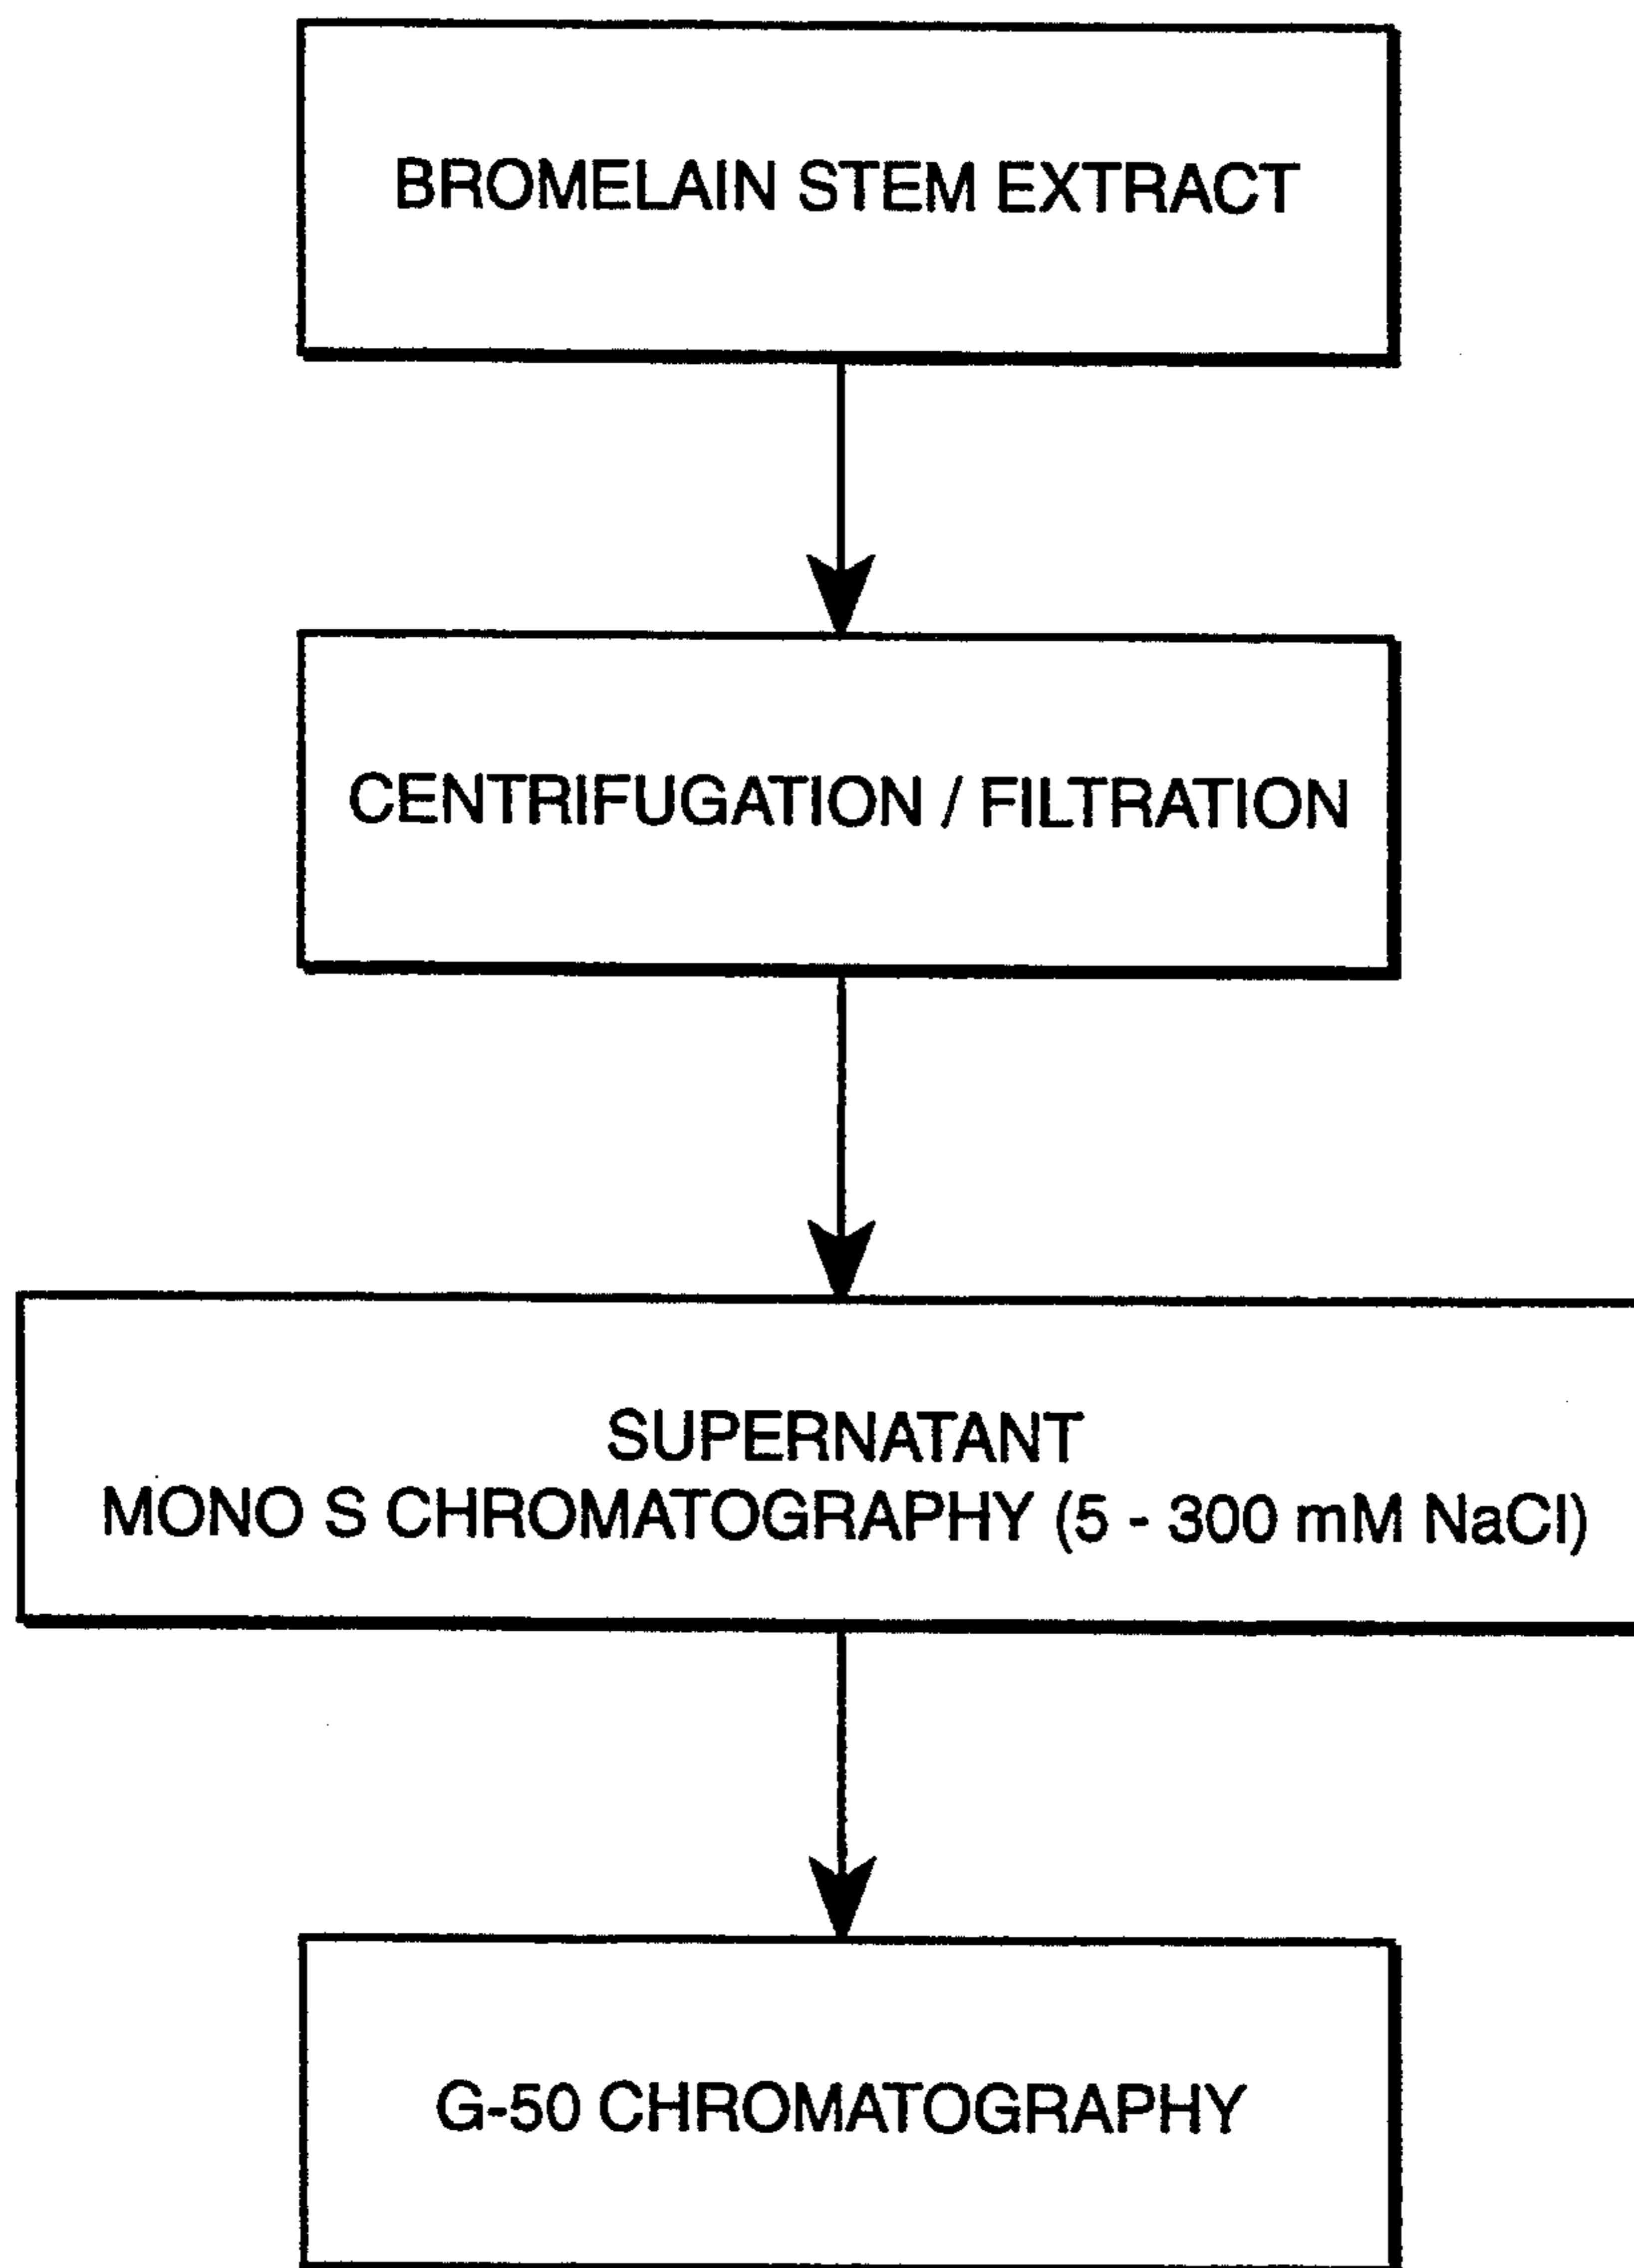 BROMELAIN STEM EXTRACT
CENTRIFUGATION / FILTRATION
SUPERNATANT
MONO S CHROMATOGRAPHY (5 - 300 mM NaCl)
G-50 CHROMATOGRAPHY